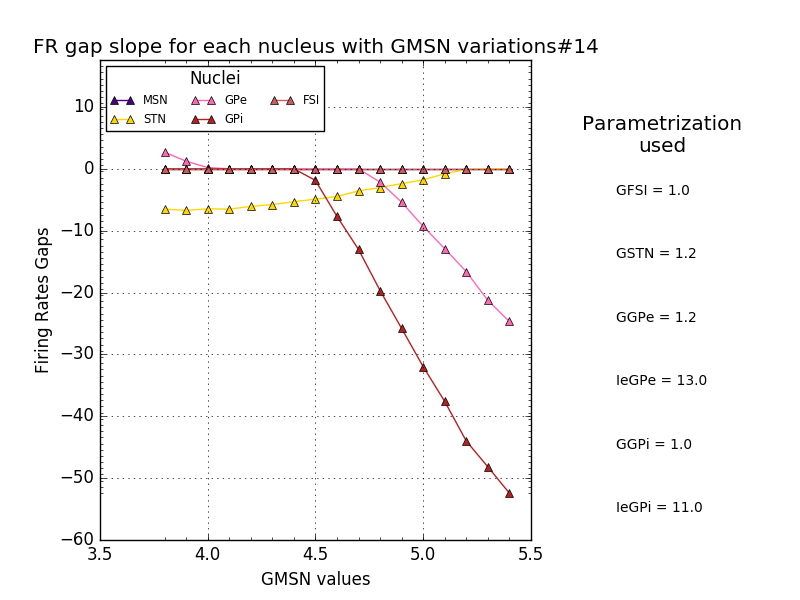 FR gap slope for each nucleus with GMSN variations#14
Nuclei
MSN GPe FSI
STN GPi
10
0
−10
−20
−30
−40
−50
−60
3.5 4.0 4.5 5.0 5.5
GMSN values
Firing Rates Gaps
Parametrization
used
GFSI = 1.0
GSTN = 1.2
GGPe = 1.2
IeGPe = 13.0
GGPi = 1.0
IeGPi = 11.0